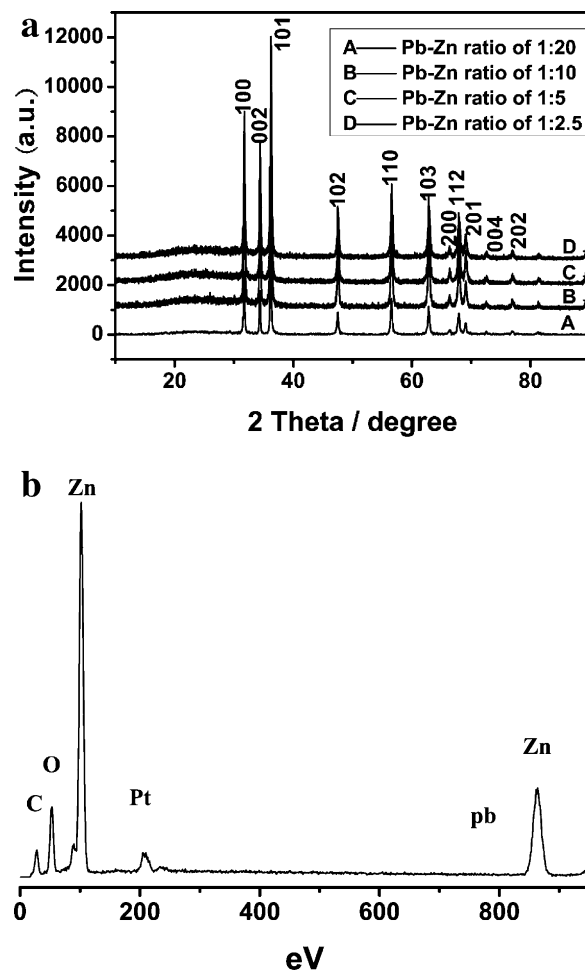 a
12000
10000
8000
6000
4000
2000
0
Intensity (a.u.)
100
002
101
102
110
103
200
112
201
004
202
A Pb-Zn ratio of 1:20
B Pb-Zn ratio of 1:10
C Pb-Zn ratio of 1:5
D Pb-Zn ratio of 1:2.5
D
C
B
A
20 40 60 80
2 Theta / degree
b
Zn
O
C
Pt
pb
Zn
0 200 400 600 800
eV